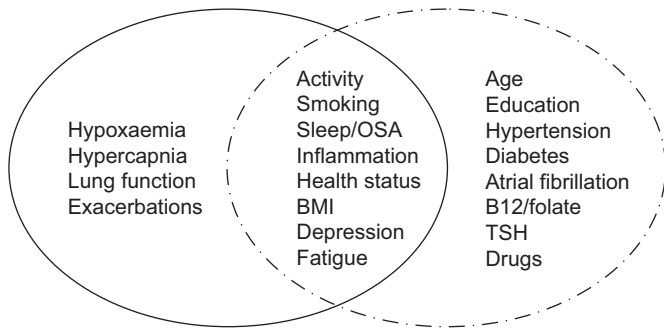 Hypoxaemia
Hypercapnia
Lung function
Exacerbations
Activity
Smoking
Sleep/OSA
Inflammation
Health status
BMI
Depression
Fatigue
Age
Education
Hypertension
Diabetes
Atrial fibrillation
B12/folate
TSH
Drugs